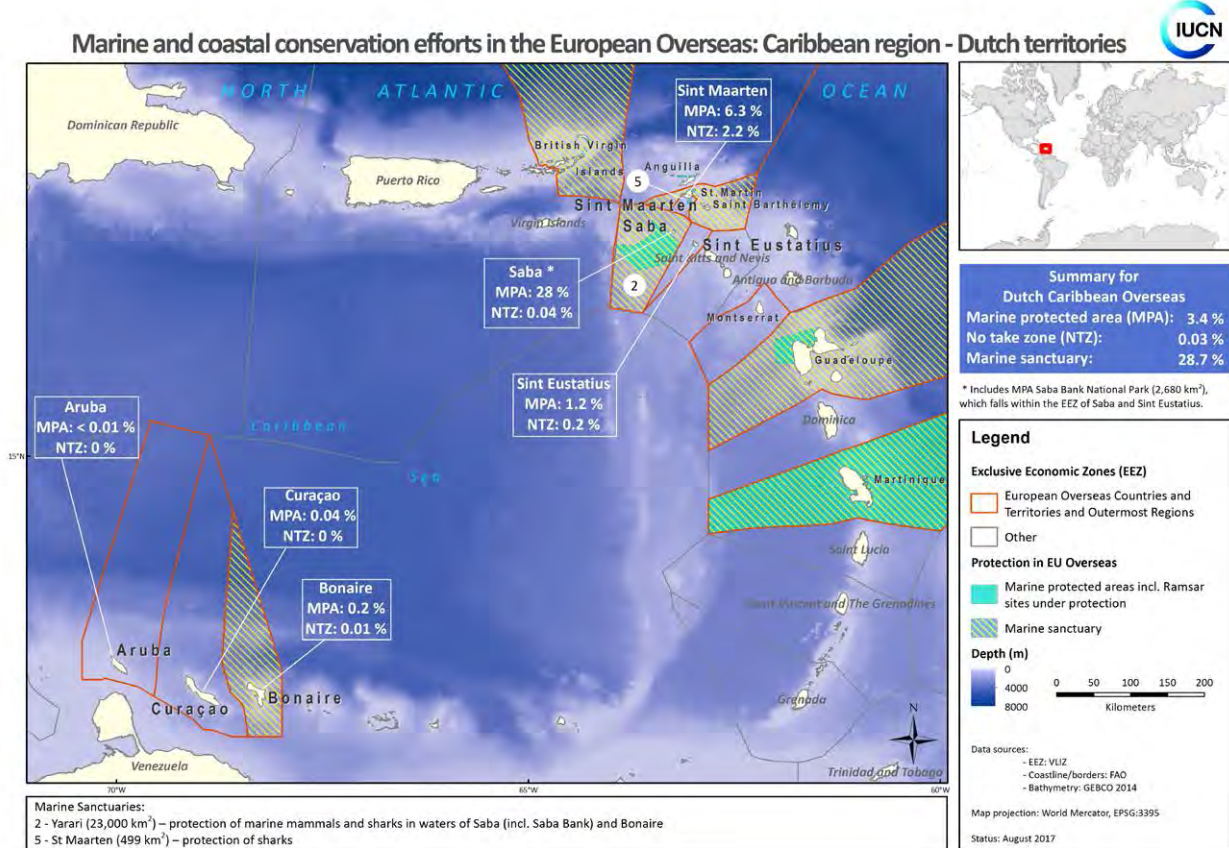 IUCN
Marine and coastal conservation efforts in the European Overseas: Caribbean region - Dutch territories
NORTH ATLANTIC OCEAN
Dominican Republic
Puerto Rico
British Virgin
Islands
Virgin Islands
Anguilla
5
St.Martin
Saint Barthélemy
Sint Maarten
Saba
Sint Eustatius
Saint Kitts and Nevis
Antigua and Barbuda
2
Montserrat
Guadeloupe
Dominica
Martinique
Saint Lucia
Saint Vincent and The Grenadines
Grenada
Trinidad and Tobago
Caribbean
Sea
Sint Maarten
MPA: 6.3 %
NTZ: 2.2 %
Saba *
MPA: 28 %
NTZ: 0.04 %
Sint Eustatius
MPA: 1.2 %
NTZ: 0.2 %
Aruba
MPA: < 0.01 %
NTZ: 0 %
Curaçao
MPA: 0.04 %
NTZ: 0 %
Bonaire
MPA: 0.2 %
NTZ: 0.01 %
Aruba
Curaçao
Bonaire
Venezuela
15°N
70°W
65°W
60°W
N
Summary for
Dutch Caribbean Overseas
Marine protected area (MPA): 3.4 %
No take zone (NTZ): 0.03 %
Marine sanctuary: 28.7 %
* Includes MPA Saba Bank National Park (2,680 km²),
which falls within the EEZ of Saba and Sint Eustatius.
Legend
Exclusive Economic Zones (EEZ)
European Overseas Countries and
Territories and Outermost Regions
Other
Protection in EU Overseas
Marine protected areas incl. Ramsar
sites under protection
Marine sanctuary
Depth (m)
0
4000
8000
0 50 100 150 200
Kilometers
Data sources:
- EEZ: VLIZ
- Coastline/borders: FAO
- Bathymetry: GEBCO 2014
Map projection: World Mercator, EPSG:3395
Status: August 2017
Marine Sanctuaries:
2 - Yarari (23,000 km²) – protection of marine mammals and sharks in waters of Saba (incl. Saba Bank) and Bonaire
5 - St Maarten (499 km²) – protection of sharks